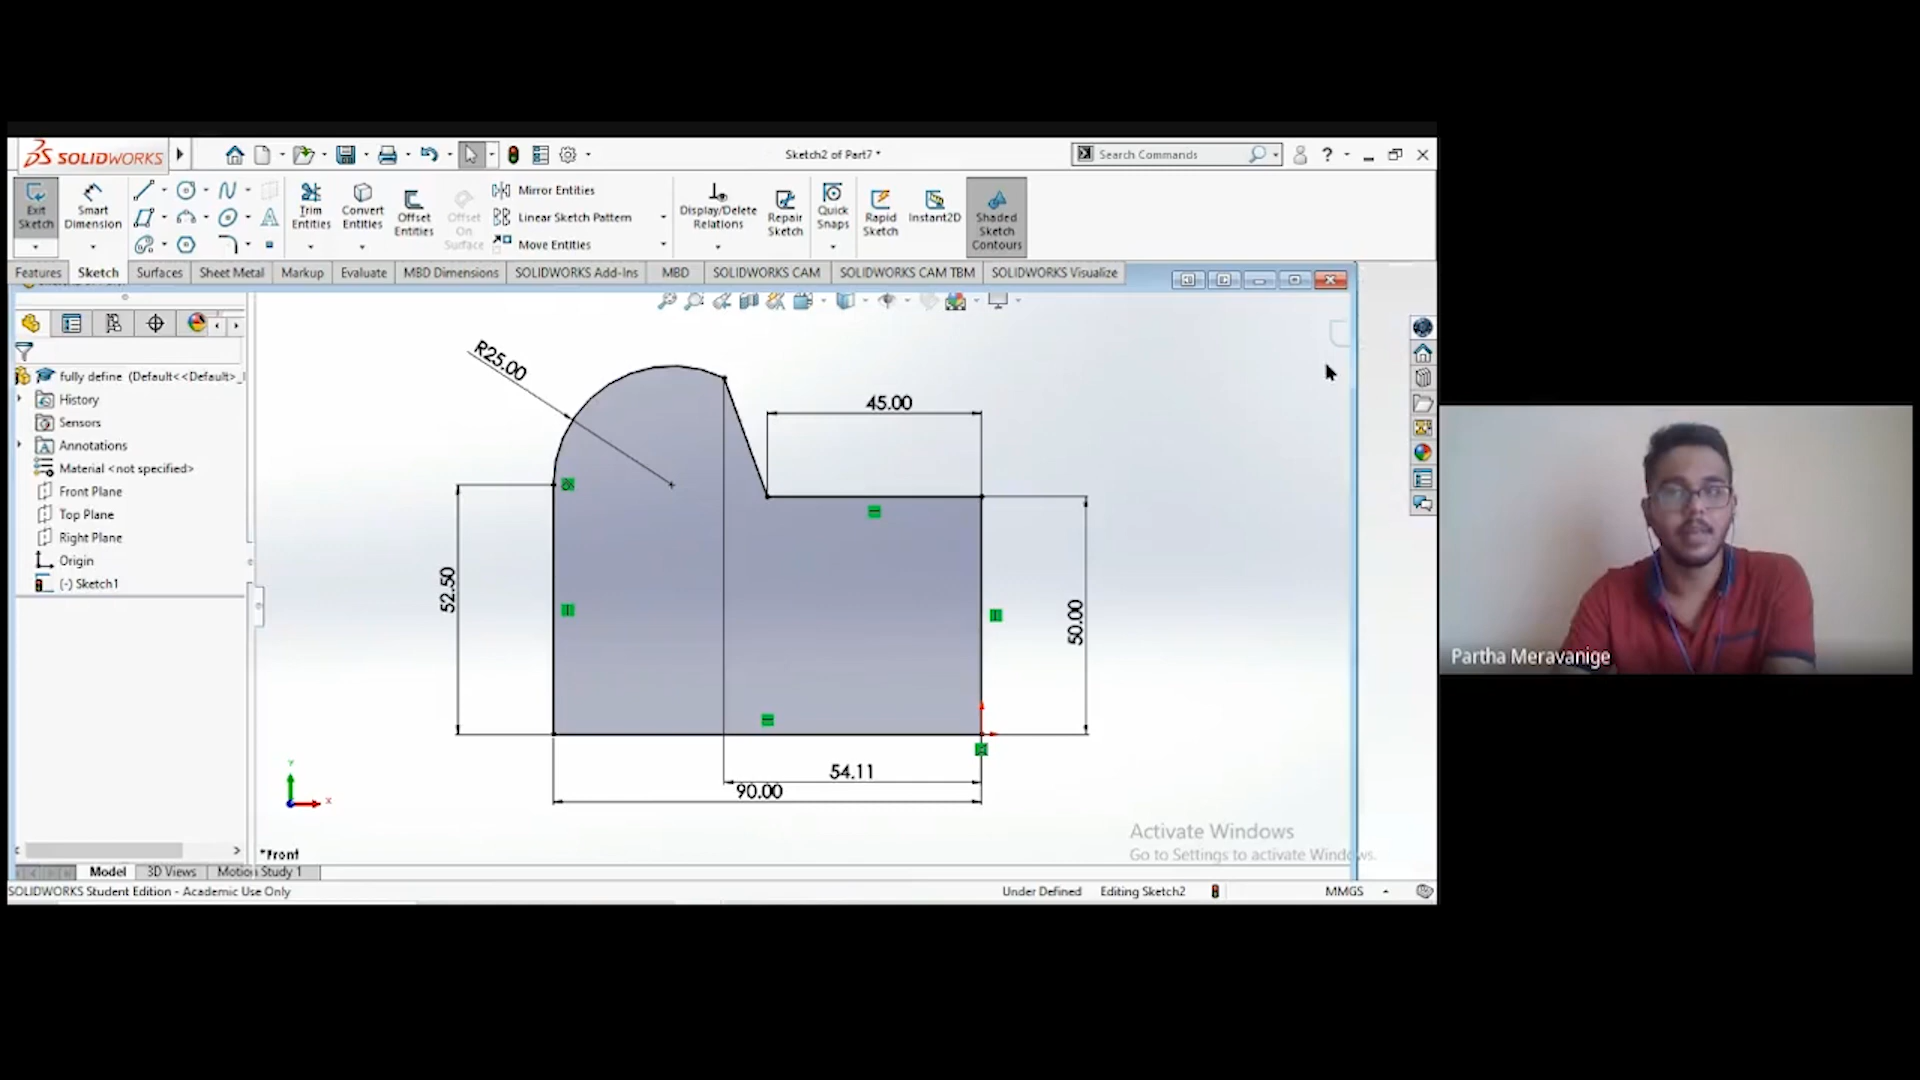 SOLIDWORKS
Sketch2 of Part7 *
Search Commands
?
Exit Sketch
Smart Dimension
Trim Entities
Convert Entities
Offset Entities
Offset On Surface
Mirror Entities
Linear Sketch Pattern
Move Entities
Display/Delete Relations
Repair Sketch
Quick Snaps
Rapid Sketch
Instant2D
Shaded Sketch Contours
Features Sketch Surfaces Sheet Metal Markup Evaluate MBD Dimensions SOLIDWORKS Add-Ins MBD SOLIDWORKS CAM SOLIDWORKS CAM TBM SOLIDWORKS Visualize
fully define (Default<<Default>_
History
Sensors
Annotations
Material <not specified>
Front Plane
Top Plane
Right Plane
Origin
(-) Sketch1
R25.00
45.00
52.50
50.00
54.11
90.00
Y
X
*Front
Activate Windows
Go to Settings to activate Windows.
Model 3D Views Motion Study 1
SOLIDWORKS Student Edition - Academic Use Only
Under Defined Editing Sketch2 MMGS
Partha Meravanige